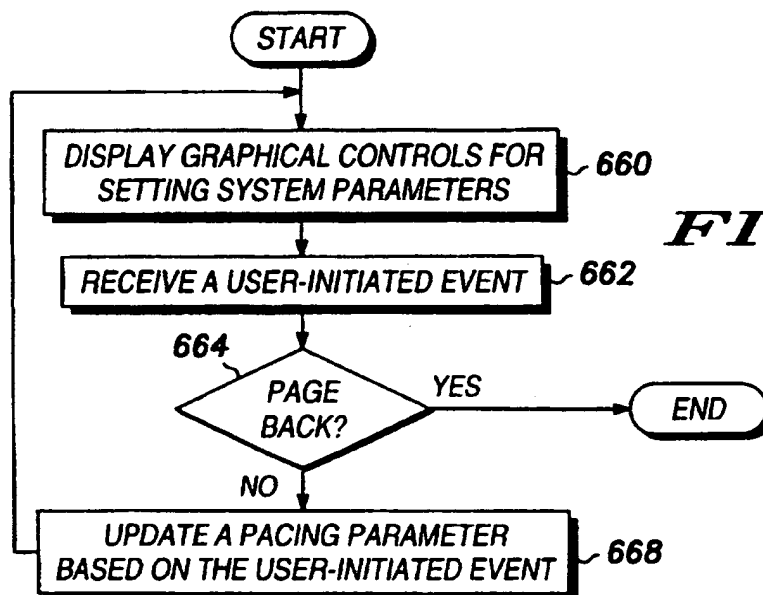 START
DISPLAY GRAPHICAL CONTROLS FOR
SETTING SYSTEM PARAMETERS
660
FI
RECEIVE A USER-INITIATED EVENT
662
664
PAGE
BACK?
YES
END
NO
UPDATE A PACING PARAMETER
BASED ON THE USER-INITIATED EVENT
668